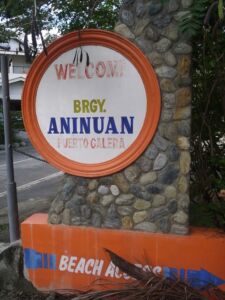 WELCOME
BRGY.
ANINUAN
PUERTO GALERA
BEACH ACCESS